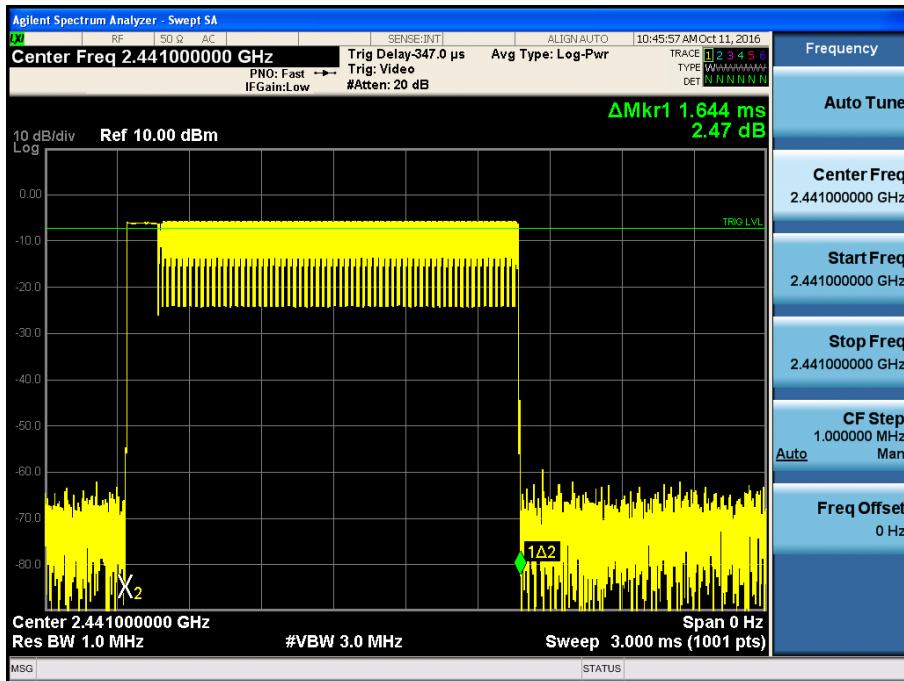 Agilent Spectrum Analyzer - Swept SA
LXI
RF
50 Ω
AC
SENSE:INT
ALIGN AUTO
10:45:57 AM Oct 11, 2016
Center Freq 2.441000000 GHz
PNO: Fast
IFGain:Low
Trig Delay-347.0 µs
Trig: Video
#Atten: 20 dB
Avg Type: Log-Pwr
TRACE 1 2 3 4 5 6
TYPE
DET N N N N N N
ΔMkr1 1.644 ms
2.47 dB
10 dB/div
Log
Ref 10.00 dBm
0.00
-10.0
-20.0
-30.0
-40.0
-50.0
-60.0
-70.0
-80.0
TRIG LVL
1Δ2
2
Center 2.441000000 GHz
Span 0 Hz
Res BW 1.0 MHz
#VBW 3.0 MHz
Sweep 3.000 ms (1001 pts)
MSG
STATUS
Frequency
Auto Tune
Center Freq
2.441000000 GHz
Start Freq
2.441000000 GHz
Stop Freq
2.441000000 GHz
CF Step
1.000000 MHz
Auto
Man
Freq Offset
0 Hz